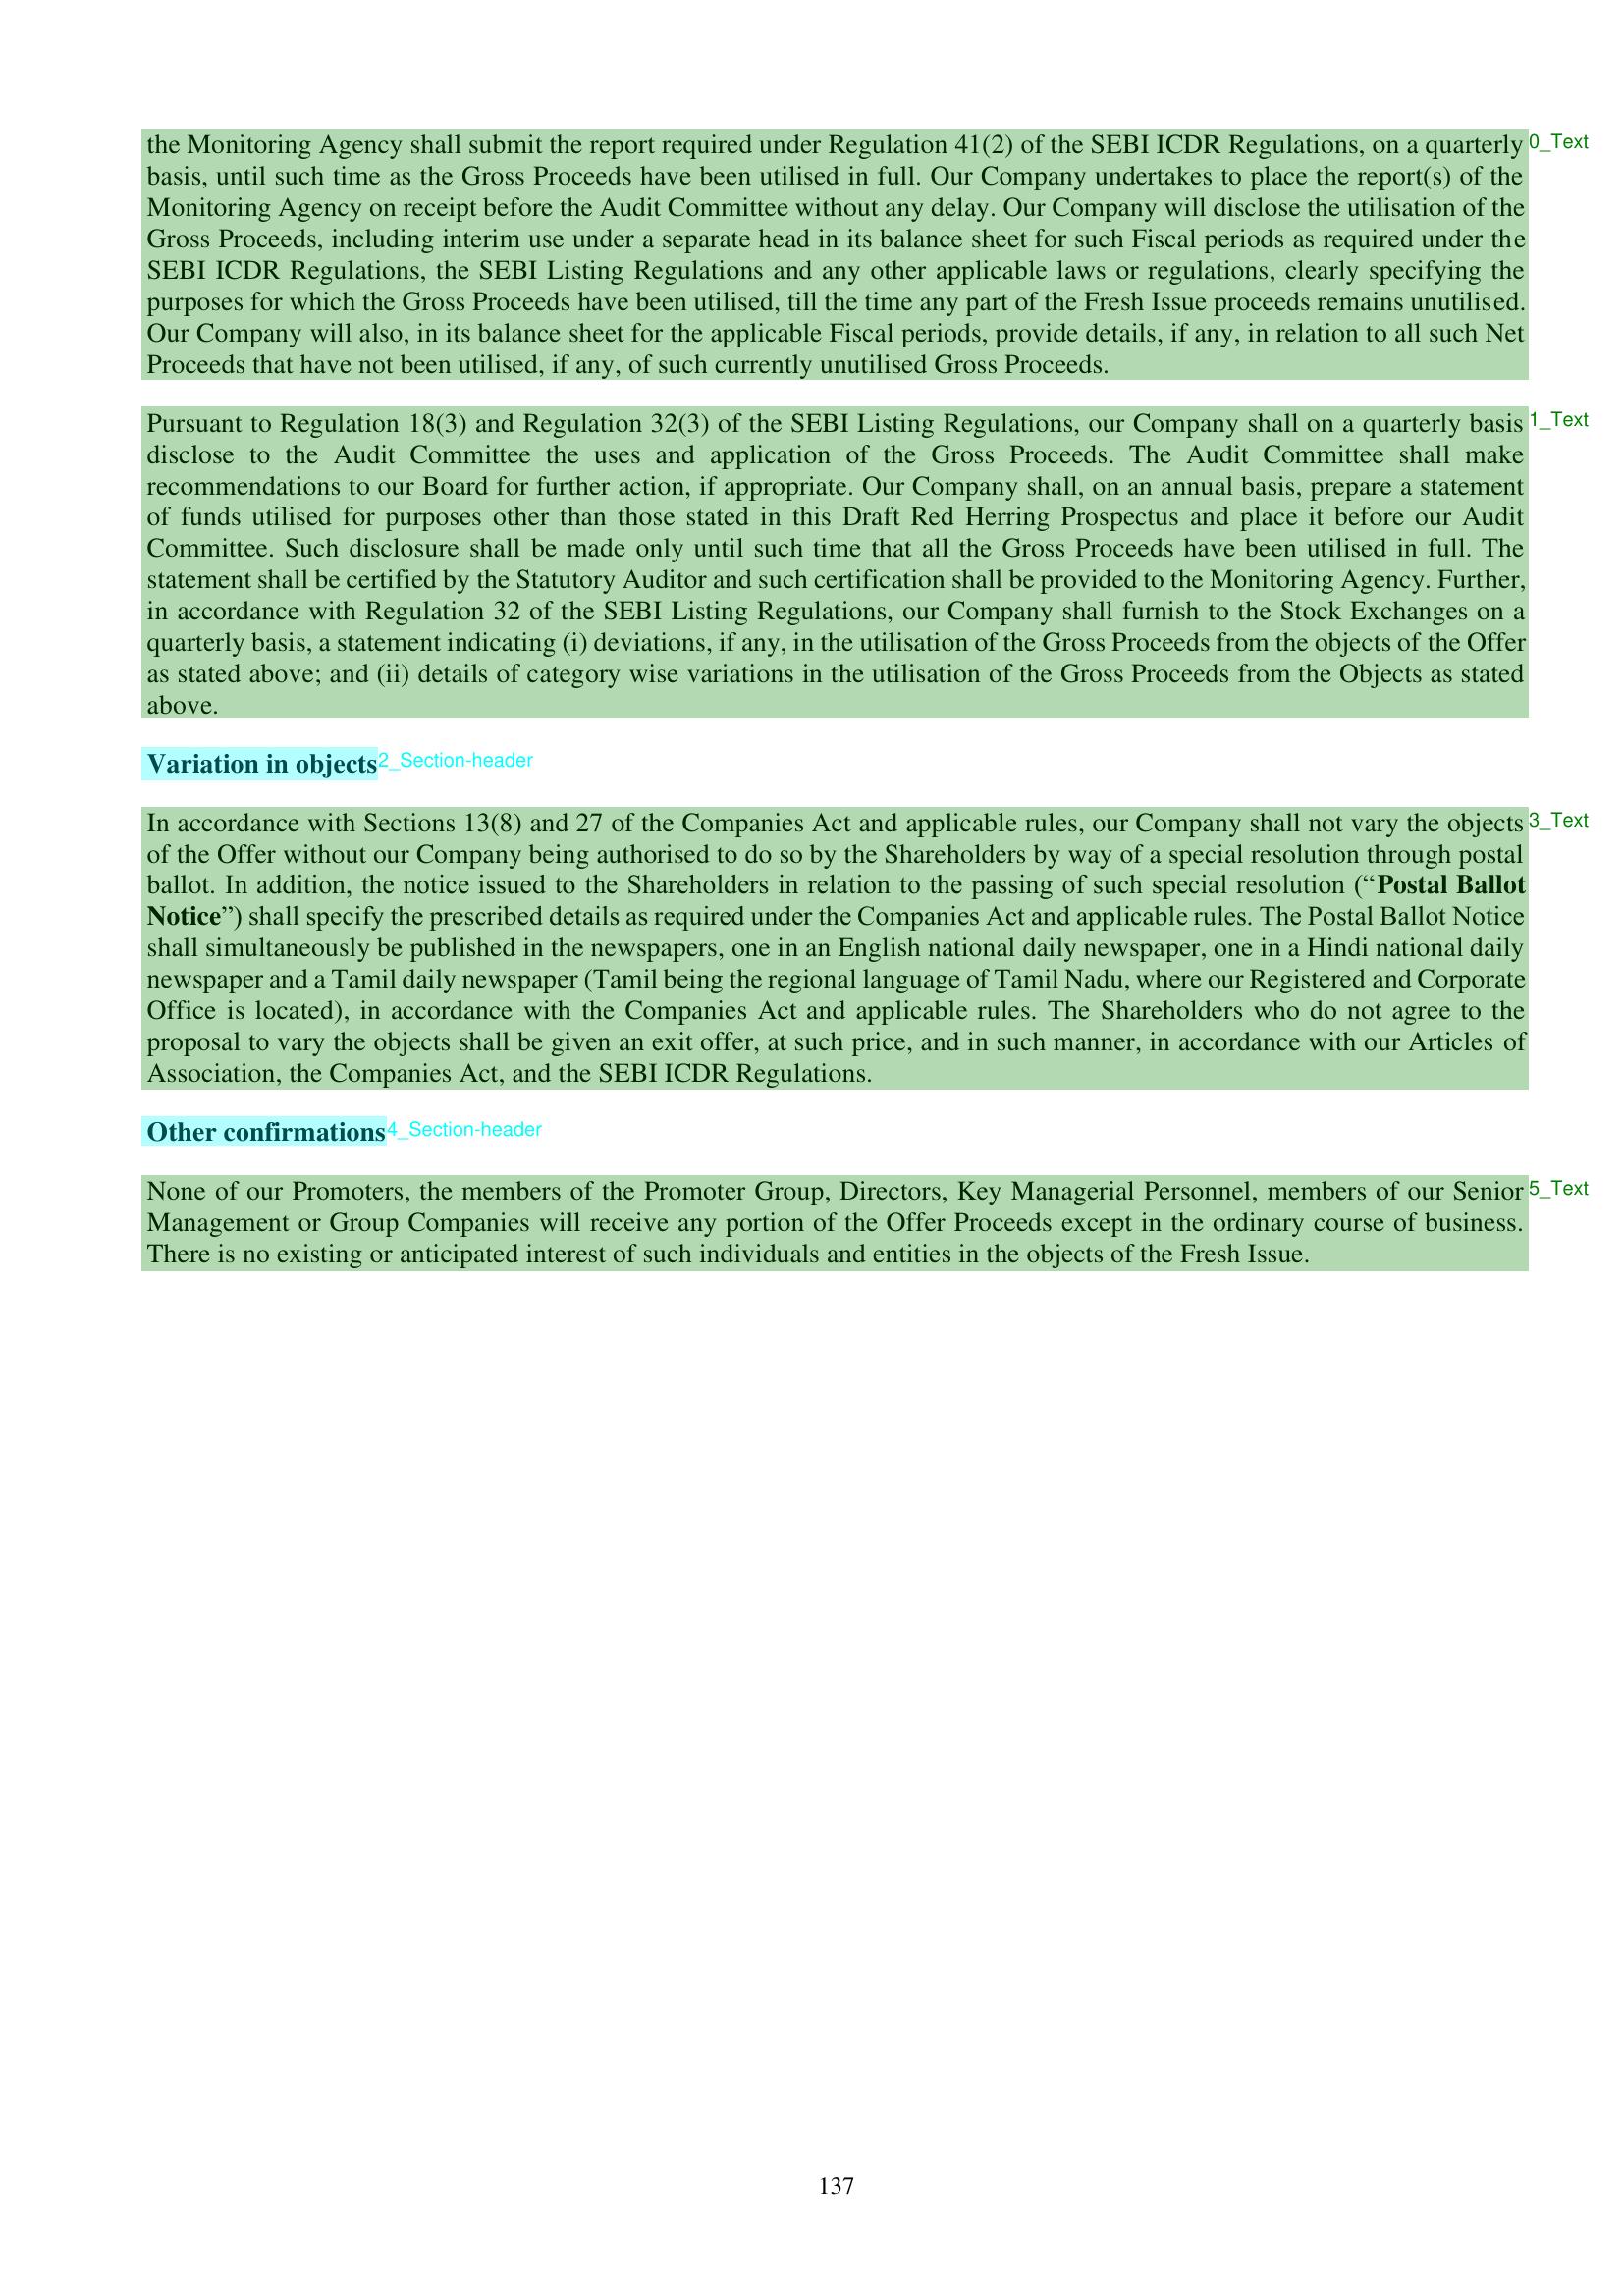 the Monitoring Agency shall submit the report required under Regulation 41(2) of the SEBI ICDR Regulations, on a quarterly 0_Text
basis, until such time as the Gross Proceeds have been utilised in full. Our Company undertakes to place the report(s) of the
Monitoring Agency on receipt before the Audit Committee without any delay. Our Company will disclose the utilisation of the
Gross Proceeds, including interim use under a separate head in its balance sheet for such Fiscal periods as required under the
SEBI ICDR Regulations, the SEBI Listing Regulations and any other applicable laws or regulations, clearly specifying the
purposes for which the Gross Proceeds have been utilised, till the time any part of the Fresh Issue proceeds remains unutilised.
Our Company will also, in its balance sheet for the applicable Fiscal periods, provide details, if any, in relation to all such Net
Proceeds that have not been utilised, if any, of such currently unutilised Gross Proceeds.
Pursuant to Regulation 18(3) and Regulation 32(3) of the SEBI Listing Regulations, our Company shall on a quarterly basis 1_Text
disclose to the Audit Committee the uses and application of the Gross Proceeds. The Audit Committee shall make
recommendations to our Board for further action, if appropriate. Our Company shall, on an annual basis, prepare a statement
of funds utilised for purposes other than those stated in this Draft Red Herring Prospectus and place it before our Audit
Committee. Such disclosure shall be made only until such time that all the Gross Proceeds have been utilised in full. The
statement shall be certified by the Statutory Auditor and such certification shall be provided to the Monitoring Agency. Further,
in accordance with Regulation 32 of the SEBI Listing Regulations, our Company shall furnish to the Stock Exchanges on a
quarterly basis, a statement indicating (i) deviations, if any, in the utilisation of the Gross Proceeds from the objects of the Offer
as stated above; and (ii) details of category wise variations in the utilisation of the Gross Proceeds from the Objects as stated
above.
Variation in objects 2_Section-header
In accordance with Sections 13(8) and 27 of the Companies Act and applicable rules, our Company shall not vary the objects 3_Text
of the Offer without our Company being authorised to do so by the Shareholders by way of a special resolution through postal
ballot. In addition, the notice issued to the Shareholders in relation to the passing of such special resolution (“Postal Ballot
Notice”) shall specify the prescribed details as required under the Companies Act and applicable rules. The Postal Ballot Notice
shall simultaneously be published in the newspapers, one in an English national daily newspaper, one in a Hindi national daily
newspaper and a Tamil daily newspaper (Tamil being the regional language of Tamil Nadu, where our Registered and Corporate
Office is located), in accordance with the Companies Act and applicable rules. The Shareholders who do not agree to the
proposal to vary the objects shall be given an exit offer, at such price, and in such manner, in accordance with our Articles of
Association, the Companies Act, and the SEBI ICDR Regulations.
Other confirmations 4_Section-header
None of our Promoters, the members of the Promoter Group, Directors, Key Managerial Personnel, members of our Senior 5_Text
Management or Group Companies will receive any portion of the Offer Proceeds except in the ordinary course of business.
There is no existing or anticipated interest of such individuals and entities in the objects of the Fresh Issue.
137